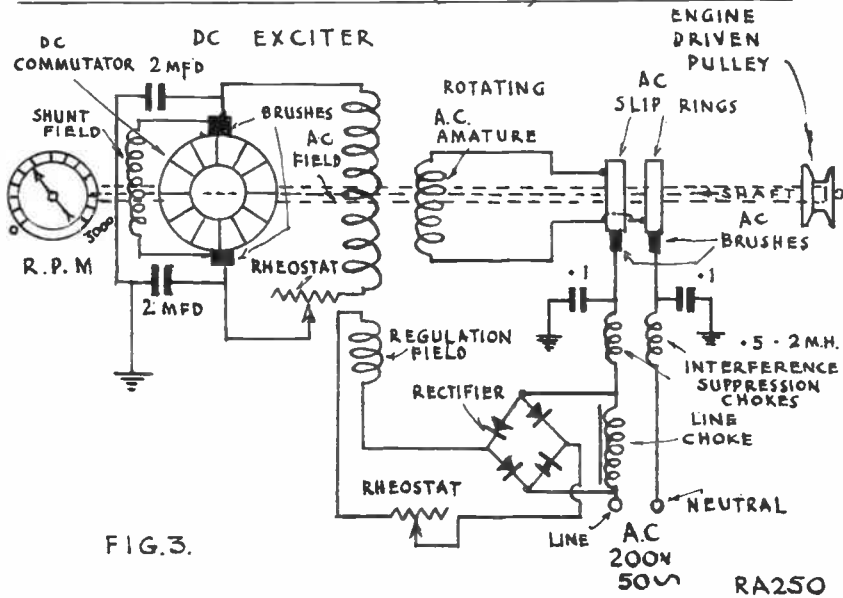 DC EXCITER
DC
COMMUTATOR
2 MFD
ENGINE
DRIVEN
PULLEY
SHUNT
FIELD
BRUSHES
AC
FIELD
ROTATING
A.C.
AMATURE
AC
SLIP RINGS
3000
O
R.P.M
SHAFT
AC
BRUSHES
2 MFD
RHEOSTAT
.1
.1
REGULATION
FIELD
.5 - 2 M.H.
INTERFERENCE
SUPPRESSION
CHOKES
RECTIFIER
LINE
CHOKE
RHEOSTAT
LINE
NEUTRAL
A.C
200V
50~
FIG.3.
RA250